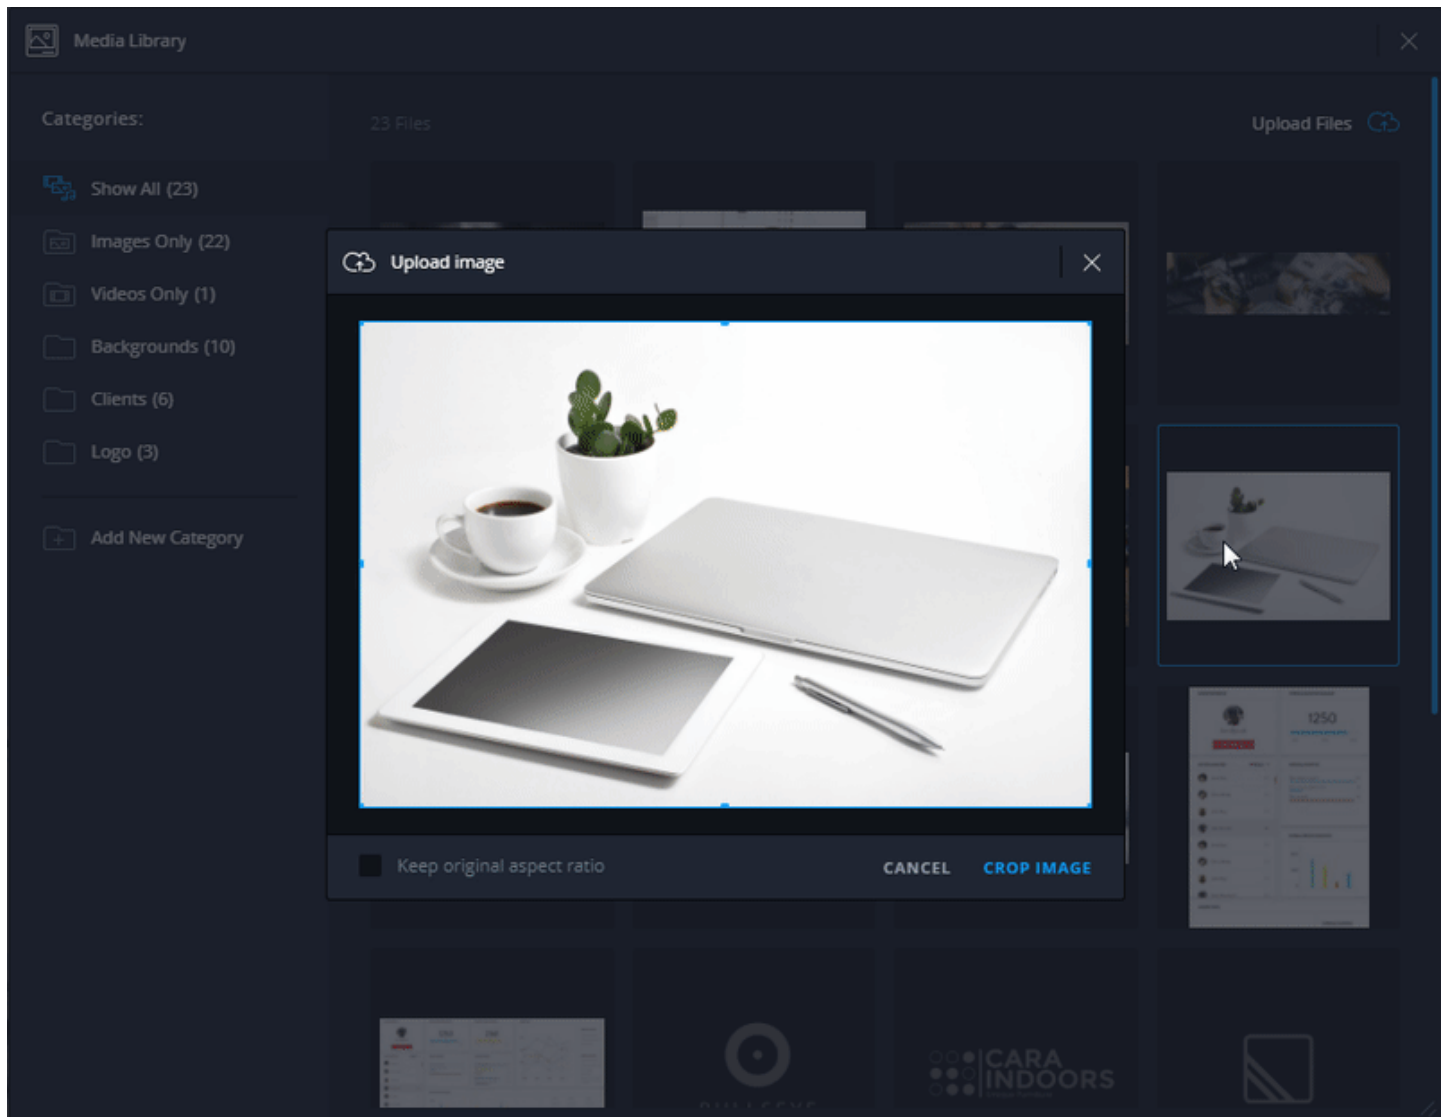 Media Library
Categories:
23 Files
Upload Files
Show All (23)
Images Only (22)
Videos Only (1)
Backgrounds (10)
Clients (6)
Logo (3)
Add New Category
Upload image
Keep original aspect ratio
CANCEL
CROP IMAGE
1250
CARA
INDOORS